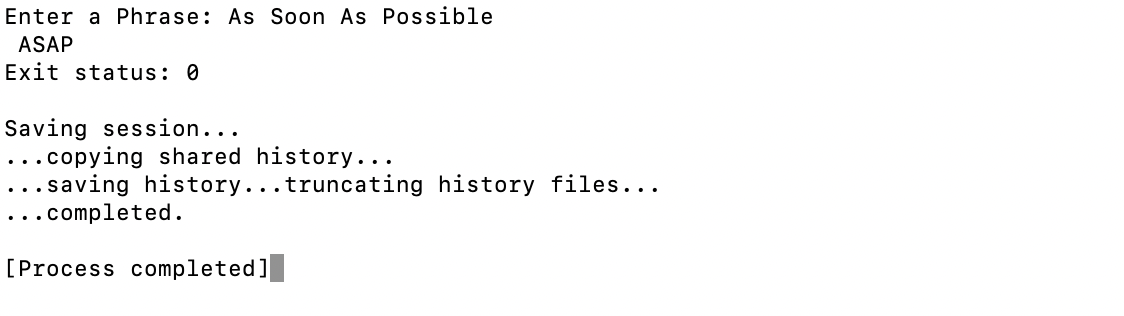 Enter a Phrase: As Soon As Possible
 ASAP
Exit status: 0
Saving session...
...copying shared history...
...saving history...truncating history files...
...completed.
[Process completed]